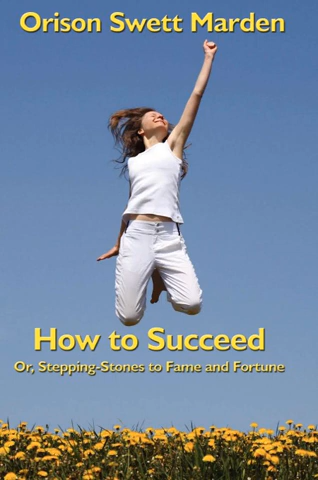 Orison Swett Marden
How to Succeed
Or, Stepping-Stones to Fame and Fortune